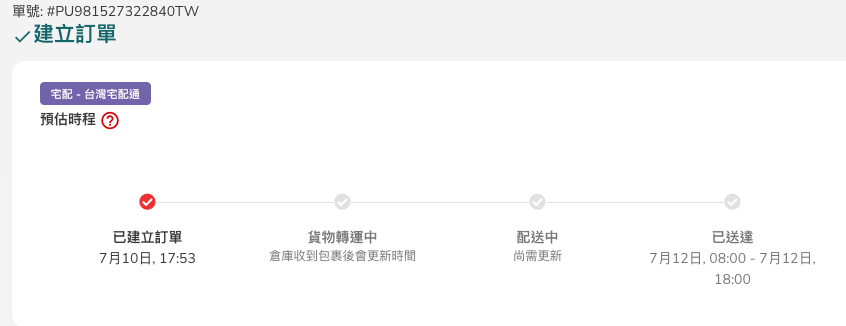 單號: #PU981527322840TW
建立訂單
宅配 - 台灣宅配通
預估時程
已建立訂單
7月10日, 17:53
貨物轉運中
倉庫收到包裹後會更新時間
配送中
尚需更新
已送達
7月12日, 08:00 - 7月12日,
18:00